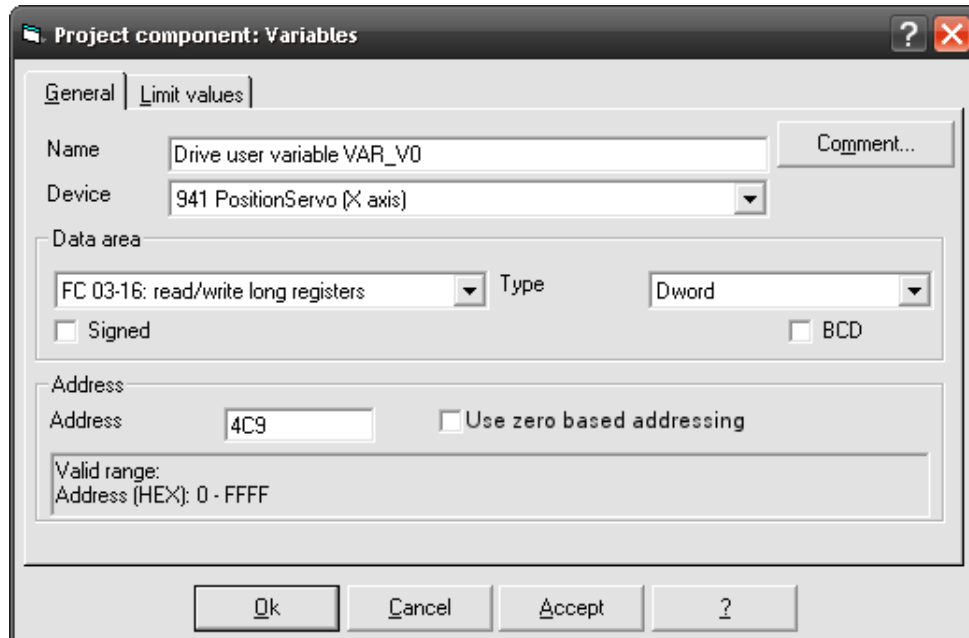 Project component: Variables
?
General
Limit values
Name
Drive user variable VAR_V0
Comment...
Device
941 PositionServo (X axis)
Data area
FC 03-16: read/write long registers
Type
Dword
Signed
BCD
Address
Address
4C9
Use zero based addressing
Valid range:
Address (HEX): 0 - FFFF
Ok
Cancel
Accept
?